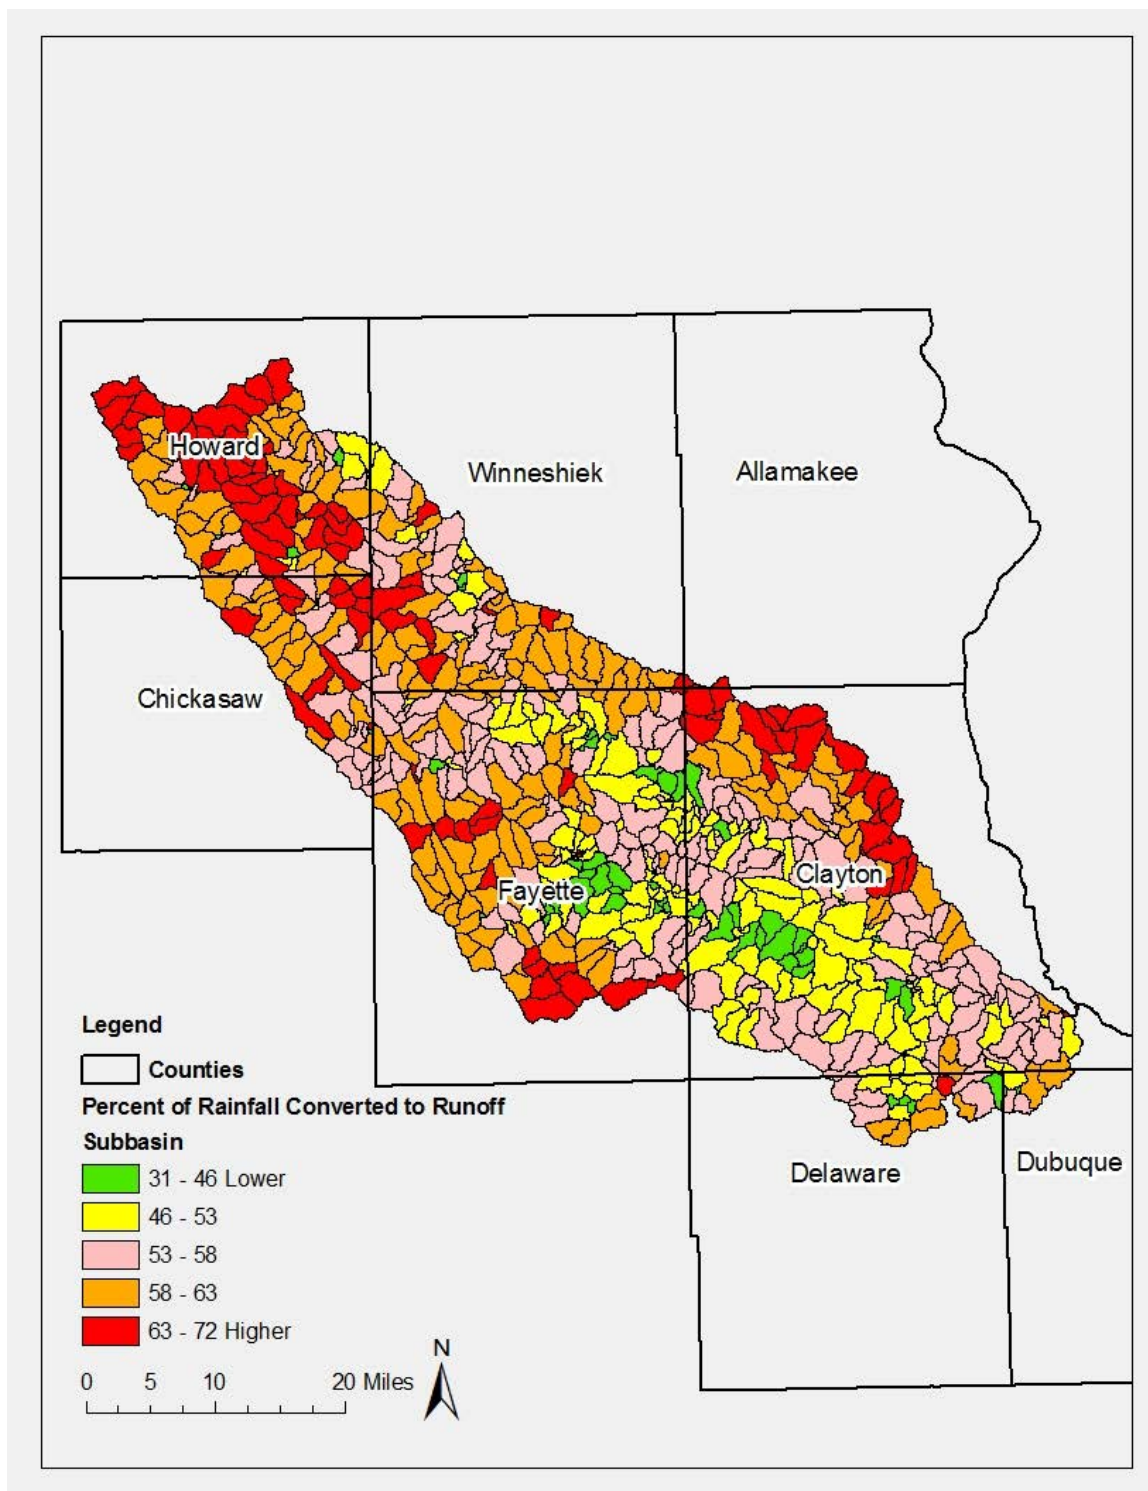 Howard
Winneshiek
Allamakee
Chickasaw
Fayette
Clayton
Delaware
Dubuque
Legend
Counties
Percent of Rainfall Converted to Runoff
Subbasin
31 - 46 Lower
46 - 53
53 - 58
58 - 63
63 - 72 Higher
0 5 10 20 Miles
N